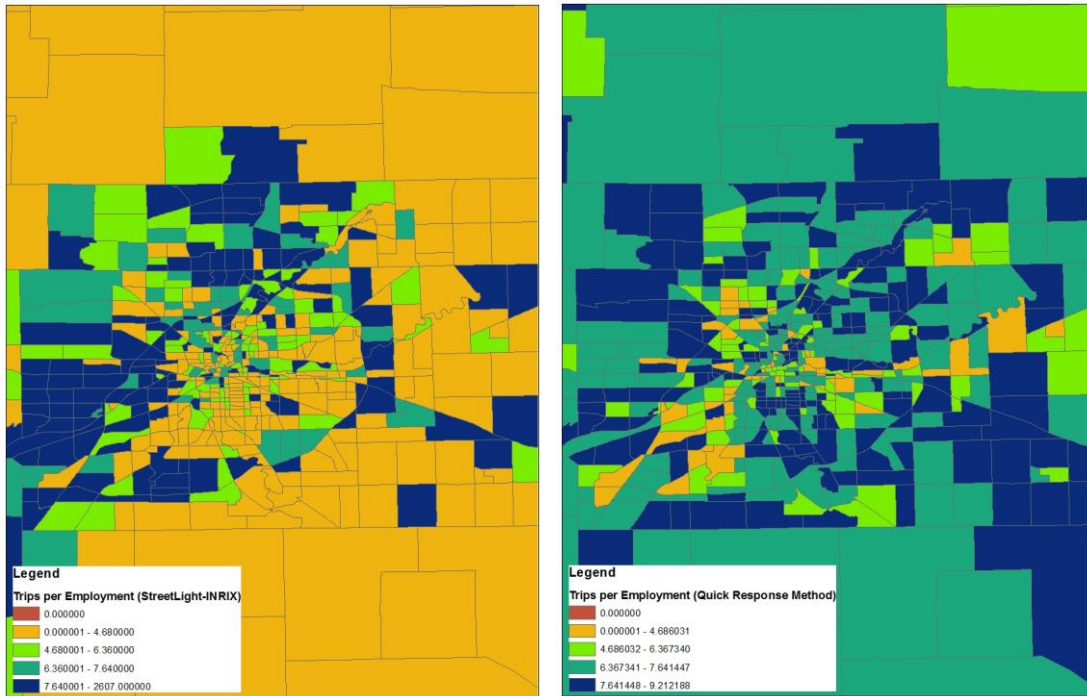 Legend
Trips per Employment (StreetLight-INRIX)
0.000000
0.000001 - 4.680000
4.680001 - 6.360000
6.360001 - 7.640000
7.640001 - 2607.000000
Legend
Trips per Employment (Quick Response Method)
0.000000
0.000001 - 4.686031
4.686032 - 6.367340
6.367341 - 7.641447
7.641448 - 9.212188